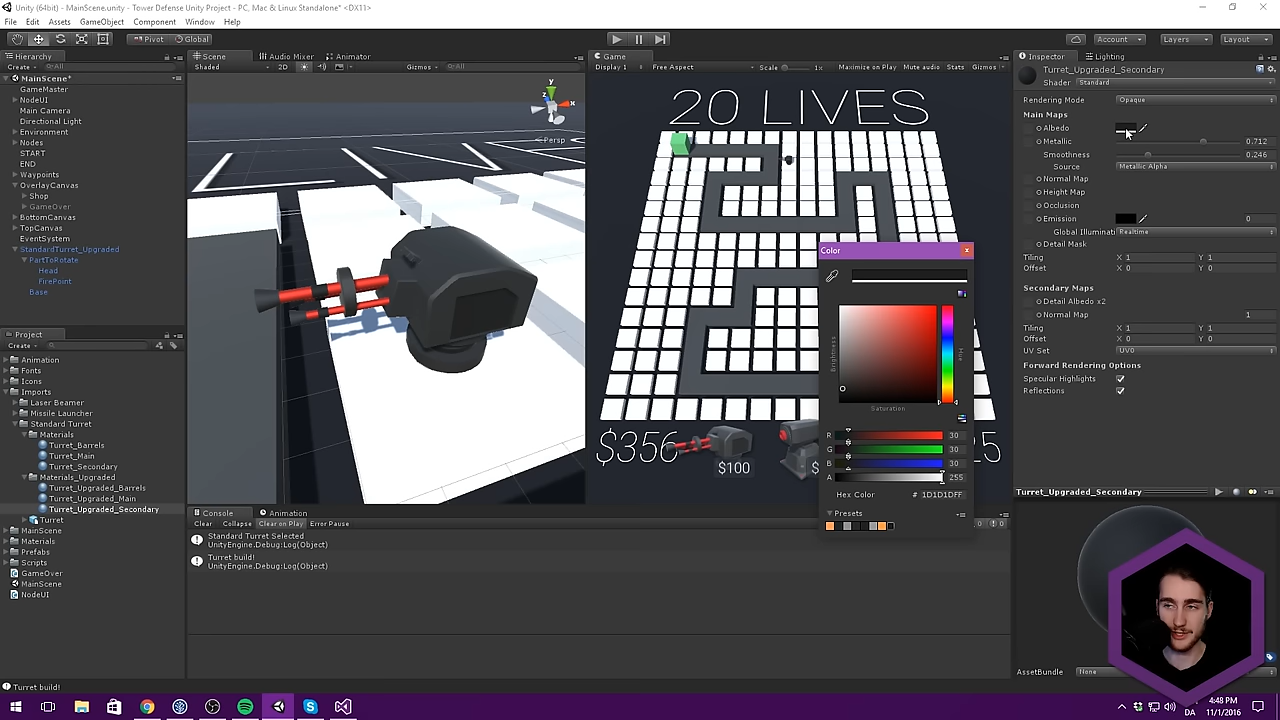 Unity (64bit) - MainScene.unity - Tower Defense Unity Project - PC, Mac & Linux Standalone* <DX11>
File Edit Assets GameObject Component Window Help
Pivot Global Account Layers Layout
Hierarchy
Create All
MainScene*
GameMaster
NodeUI
Main Camera
Directional Light
Environment
Nodes
START
END
Waypoints
OverlayCanvas
Shop
GameOver
BottomCanvas
TopCanvas
EventSystem
StandardTurret_Upgraded
PartToRotate
Head
FirePoint
Base
Project
Create
Animation
Fonts
Icons
Imports
Laser Beamer
Missile Launcher
Standard Turret
Materials
Turret_Barrels
Turret_Main
Turret_Secondary
Materials_Upgraded
Turret_Upgraded_Barrels
Turret_Upgraded_Main
Turret_Upgraded_Secondary
Turret
MainScene
Materials
Prefabs
Scripts
GameOver
MainScene
NodeUI
Turret build!
Scene Audio Mixer Animator
Shaded 2D Gizmos All
y
z
x
Persp
Game
Display 1 Free Aspect Scale 1x Maximize on Play Mute audio Stats Gizmos
20 LIVES
$356
$100
$
25
Console Animation
Clear Collapse Clear on Play Error Pause
0 0
Standard Turret Selected
UnityEngine.Debug:Log(Object)
Turret build!
UnityEngine.Debug:Log(Object)
Color
Brightness
Hue
Saturation
R 30
G 30
B 30
A 255
Hex Color # 1D1D1DFF
Presets
Inspector Lighting
Turret_Upgraded_Secondary
Shader Standard
Rendering Mode Opaque
Main Maps
Albedo
Metallic 0.712
Smoothness 0.246
Source Metallic Alpha
Normal Map
Height Map
Occlusion
Emission 0
Global Illuminati Realtime
Detail Mask
Tiling X 1 Y 1
Offset X 0 Y 0
Secondary Maps
Detail Albedo x2
Normal Map 1
Tiling X 1 Y 1
Offset X 0 Y 0
UV Set UV0
Forward Rendering Options
Specular Highlights
Reflections
Turret_Upgraded_Secondary
AssetBundle None
4:48 PM
DA
11/1/2016